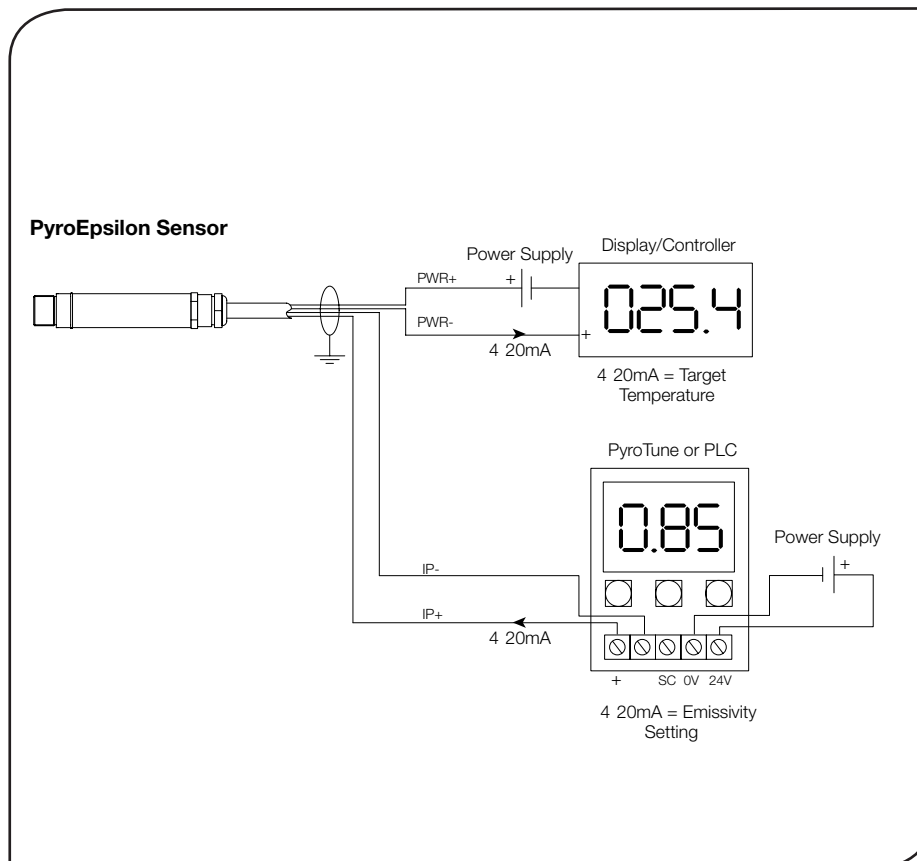 PyroEpsilon Sensor
Power Supply
Display/Controller
PWR+
+
025.4
PWR-
+
4 20mA
4 20mA = Target
Temperature
PyroTune or PLC
0.85
Power Supply
+
IP-
IP+
4 20mA
+ SC 0V 24V
4 20mA = Emissivity
Setting